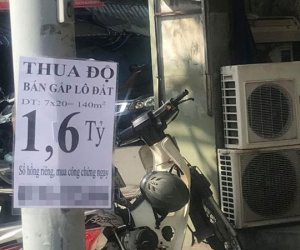 THUA ĐỘ
BÁN GẤP LÔ ĐẤT
DT: 7x20= 140m²
1,6 Tỷ
Sổ hồng riêng, mua công chứng ngay